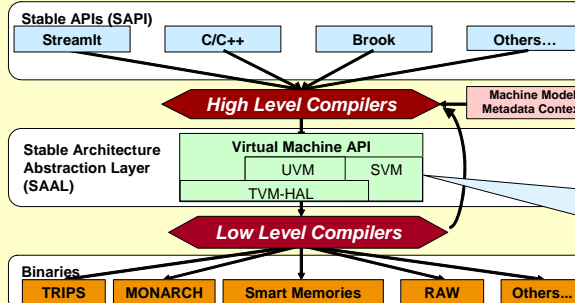 Stable APIs (SAPI)
StreamIt C/C++ Brook Others…
High Level Compilers
Machine Model
Metadata Context
Stable Architecture
Abstraction Layer
(SAAL)
Virtual Machine API
UVM SVM
TVM-HAL
Low Level Compilers
Binaries
TRIPS MONARCH Smart Memories RAW Others...